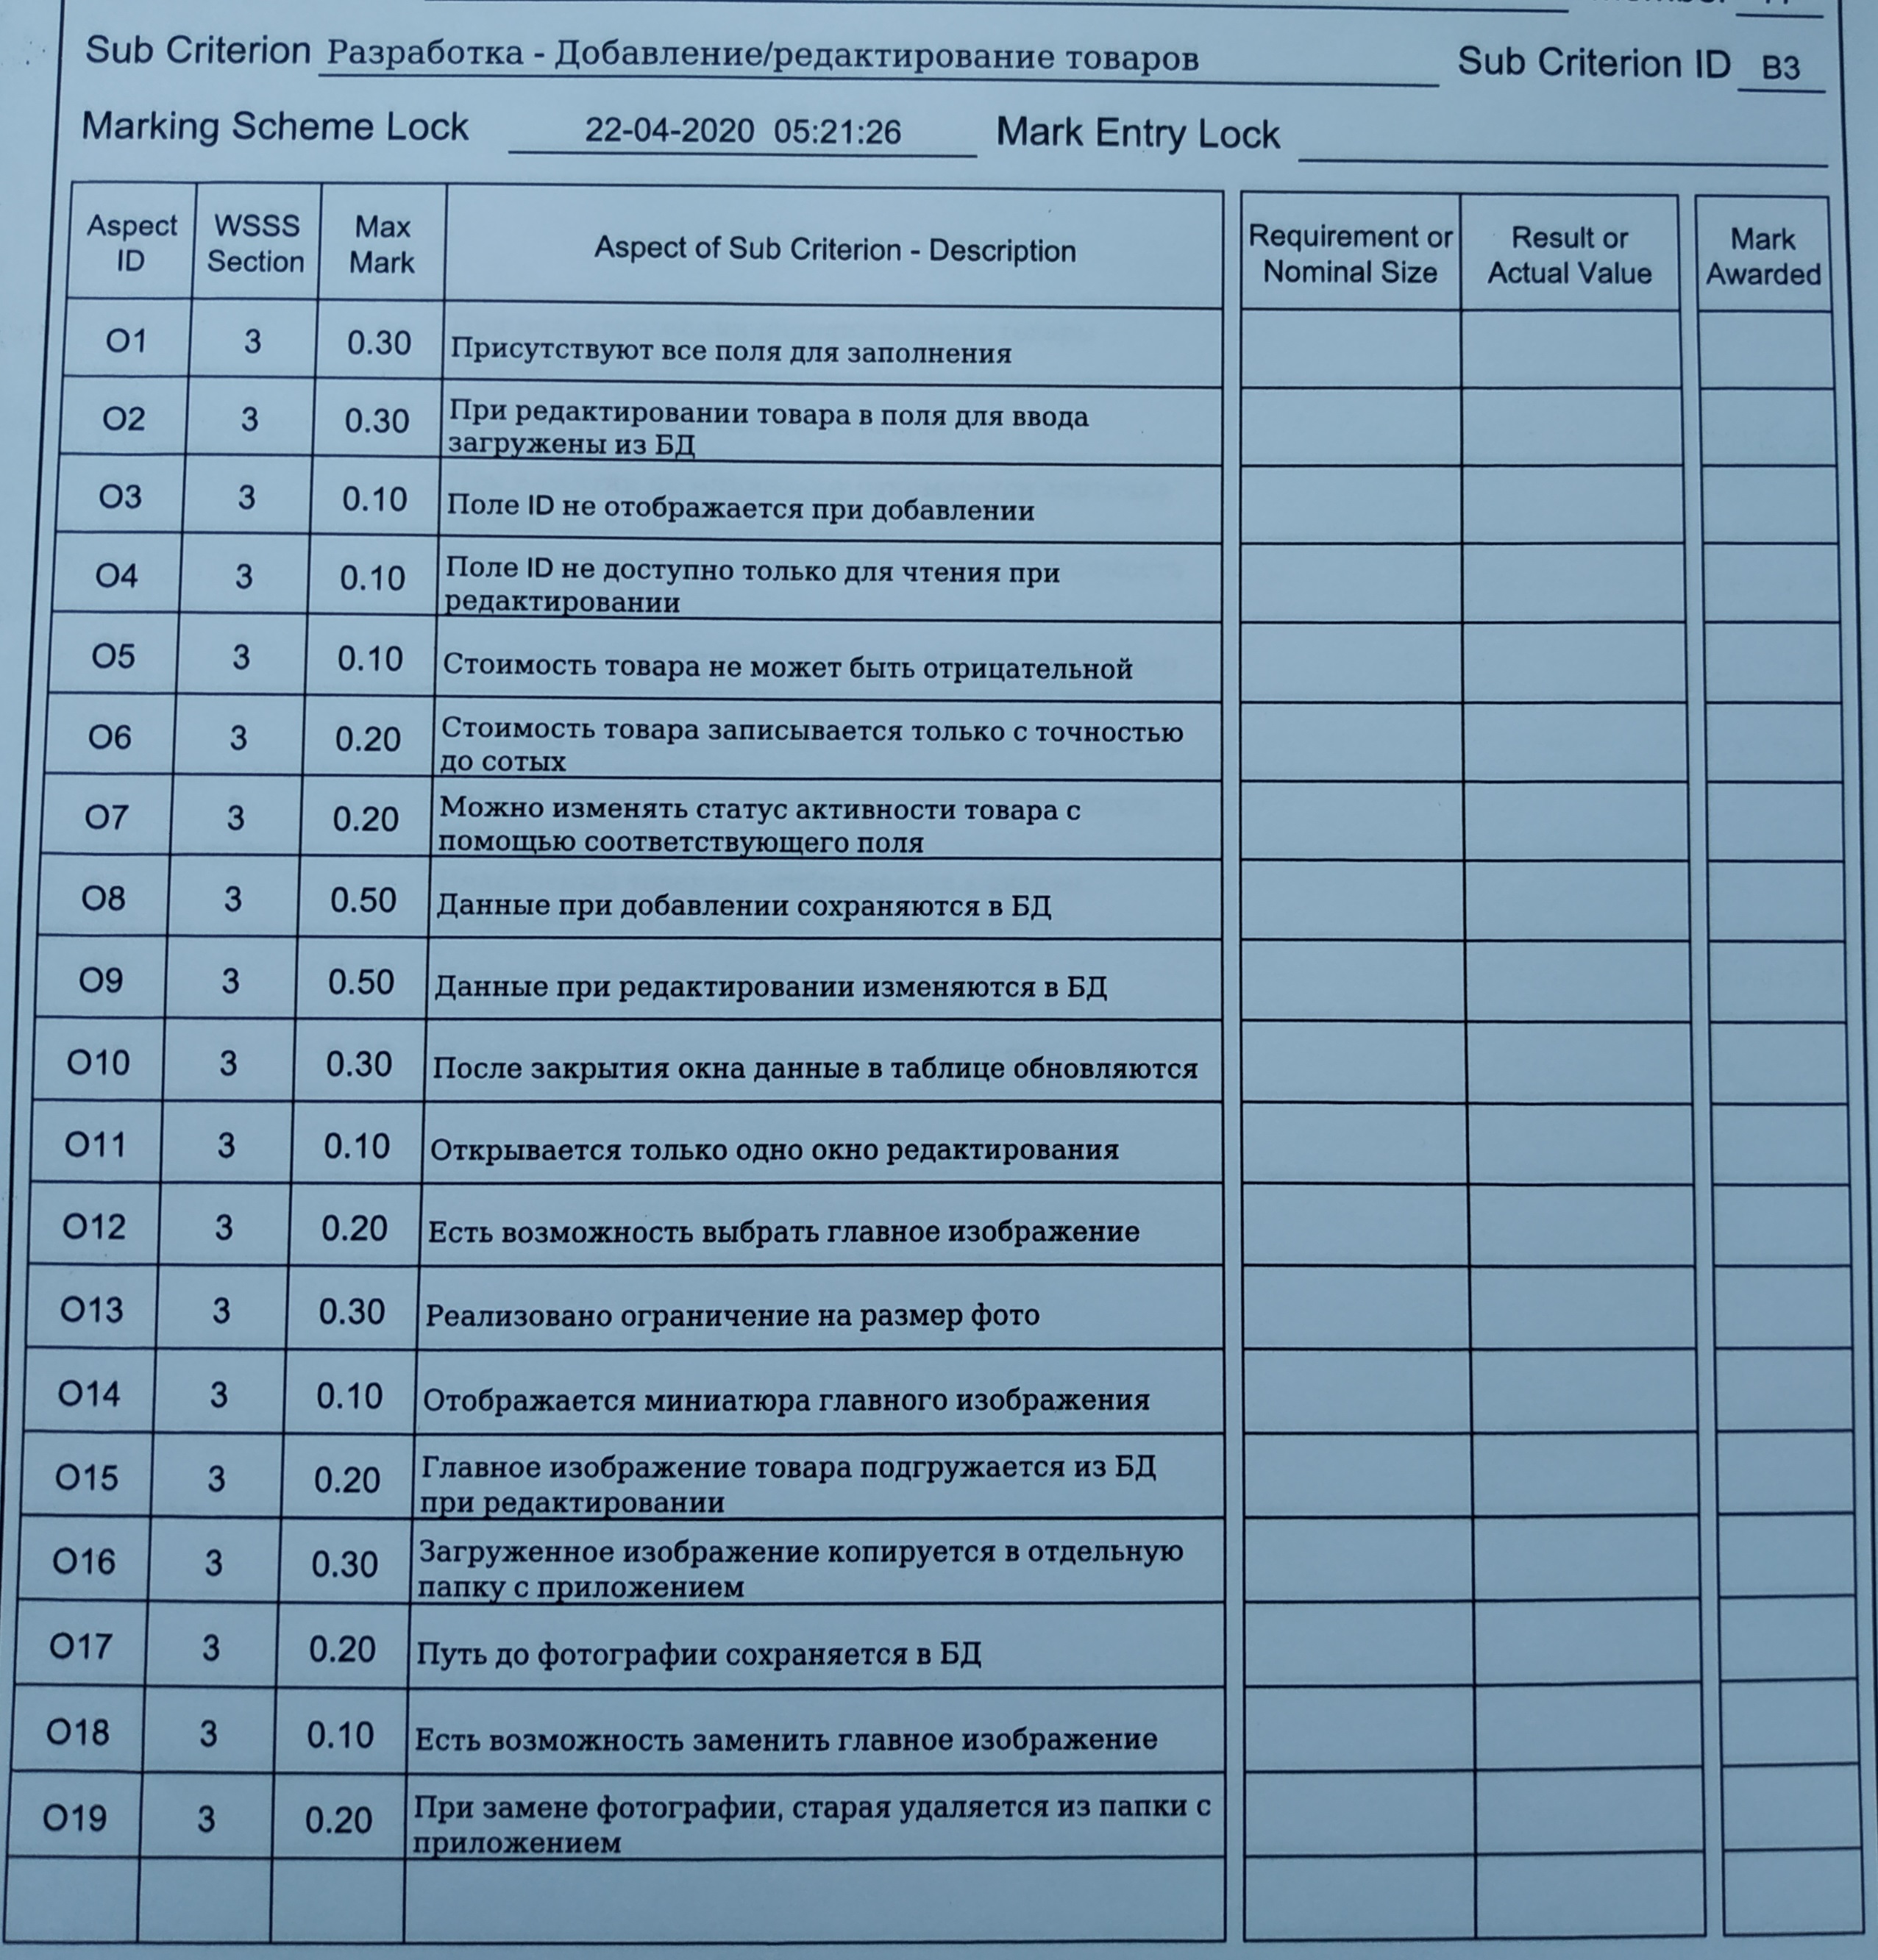 Sub Criterion Разработка - Добавление/редактирование товаров Sub Criterion ID B3
Marking Scheme Lock 22-04-2020 05:21:26 Mark Entry Lock
Aspect ID WSSS Section Max Mark Aspect of Sub Criterion - Description Requirement or Nominal Size Result or Actual Value Mark Awarded
O1 3 0.30 Присутствуют все поля для заполнения
O2 3 0.30 При редактировании товара в поля для ввода
загружены из БД
O3 3 0.10 Поле ID не отображается при добавлении
O4 3 0.10 Поле ID не доступно только для чтения при
редактировании
O5 3 0.10 Стоимость товара не может быть отрицательной
O6 3 0.20 Стоимость товара записывается только с точностью
до сотых
O7 3 0.20 Можно изменять статус активности товара с
помощью соответствующего поля
O8 3 0.50 Данные при добавлении сохраняются в БД
O9 3 0.50 Данные при редактировании изменяются в БД
O10 3 0.30 После закрытия окна данные в таблице обновляются
O11 3 0.10 Открывается только одно окно редактирования
O12 3 0.20 Есть возможность выбрать главное изображение
O13 3 0.30 Реализовано ограничение на размер фото
O14 3 0.10 Отображается миниатюра главного изображения
O15 3 0.20 Главное изображение товара подгружается из БД
при редактировании
O16 3 0.30 Загруженное изображение копируется в отдельную
папку с приложением
O17 3 0.20 Путь до фотографии сохраняется в БД
O18 3 0.10 Есть возможность заменить главное изображение
O19 3 0.20 При замене фотографии, старая удаляется из папки с
приложением